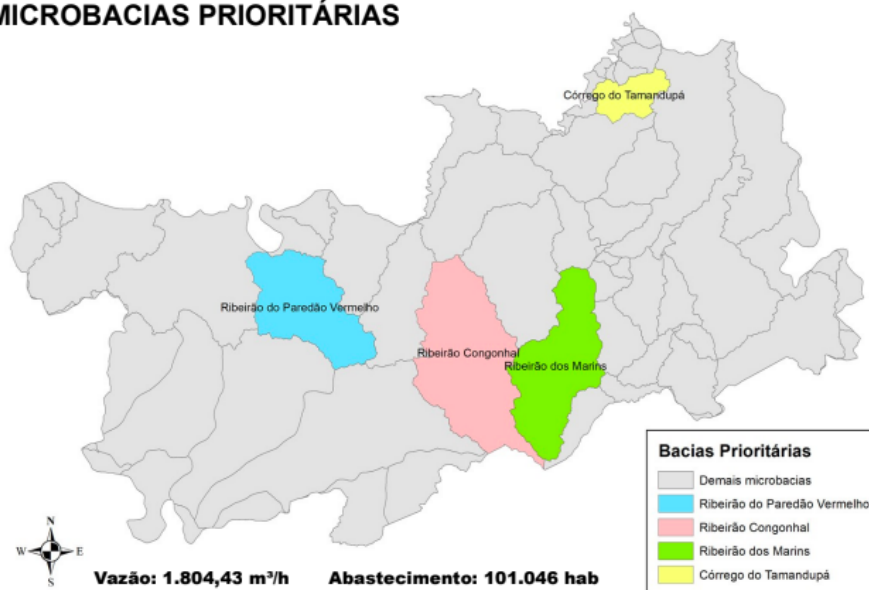 MICROBACIAS PRIORITÁRIAS
Córrego do Tamandupá
Ribeirão do Paredão Vermelho
Ribeirão Congonhal
Ribeirão dos Marins
Bacias Prioritárias
Demais microbacias
Ribeirão do Paredão Vermelho
Ribeirão Congonhal
Ribeirão dos Marins
Córrego do Tamandupá
N
W E
S
Vazão: 1.804,43 m³/h Abastecimento: 101.046 hab